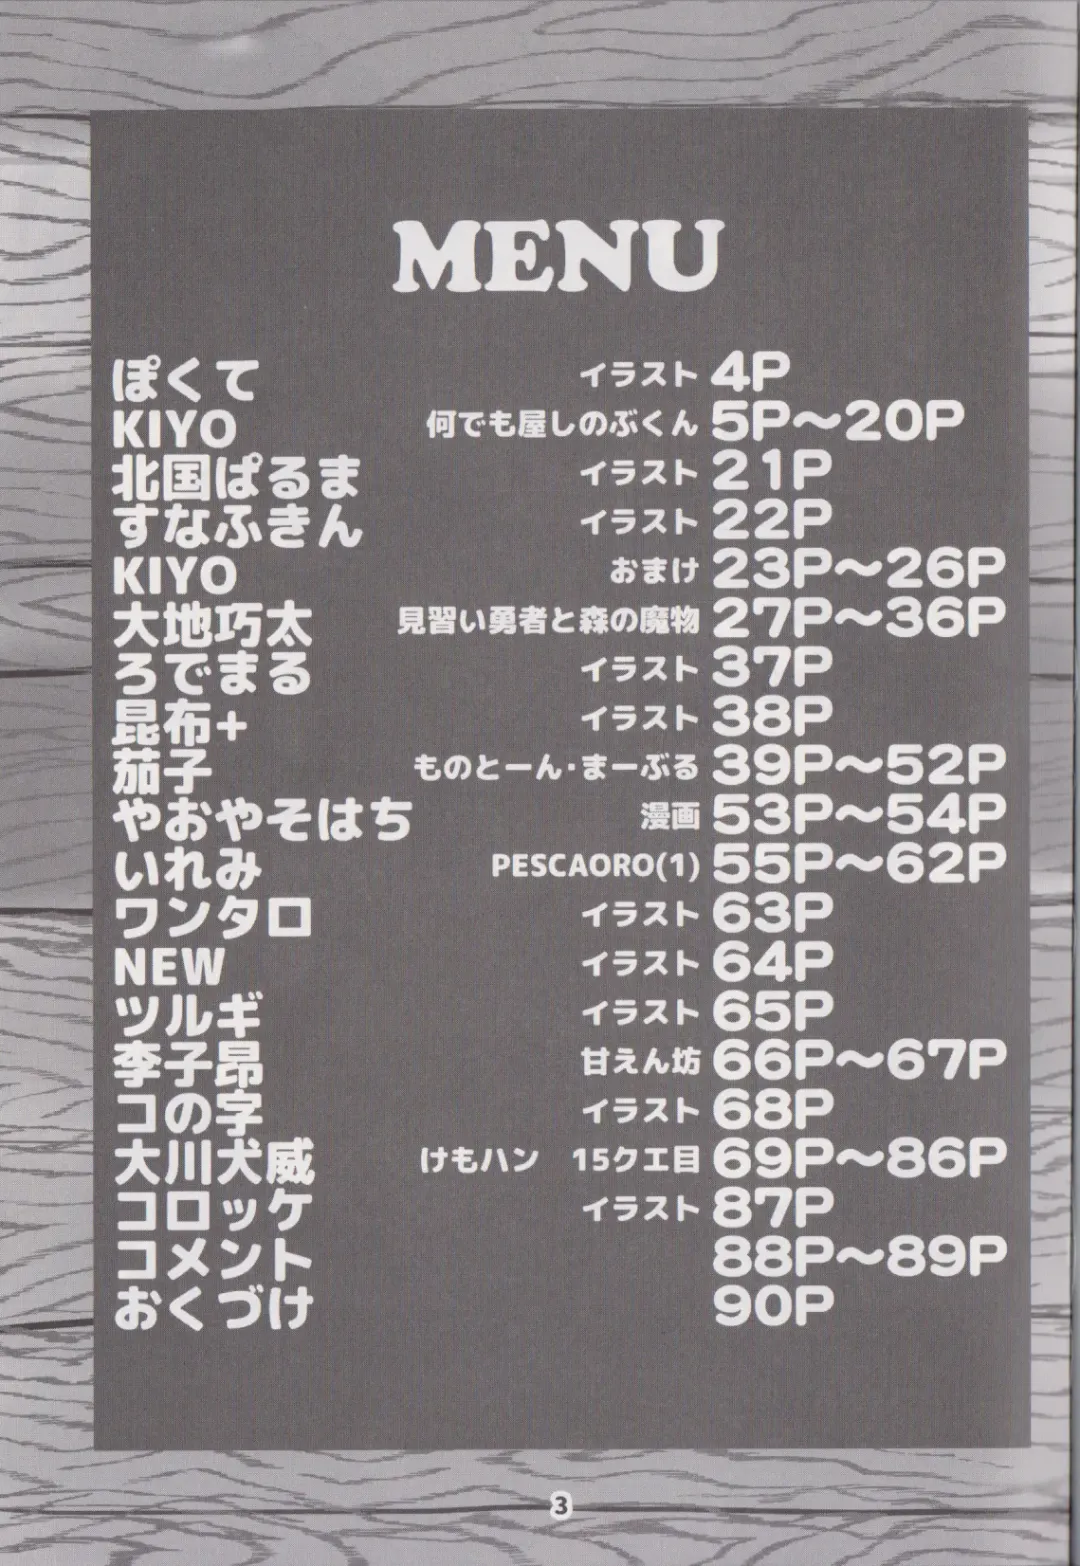 MENU
ぽくて イラスト 4P
KIYO 何でも屋しのぶくん 5P～20P
北国ぱるま イラスト 21P
すなふきん イラスト 22P
KIYO おまけ 23P～26P
大地巧太 見習い勇者と森の魔物 27P～36P
ろでまる イラスト 37P
昆布+ イラスト 38P
茄子 ものとーん・まーぶる 39P～52P
やおやそはち 漫画 53P～54P
いれみ PESCAORO(1) 55P～62P
ワンタロ イラスト 63P
NEW イラスト 64P
ツルギ イラスト 65P
李子昂 甘えん坊 66P～67P
コの字 イラスト 68P
大川犬威 けもハン　15クエ目 69P～86P
コロッケ イラスト 87P
コメント 88P～89P
おくづけ 90P
3